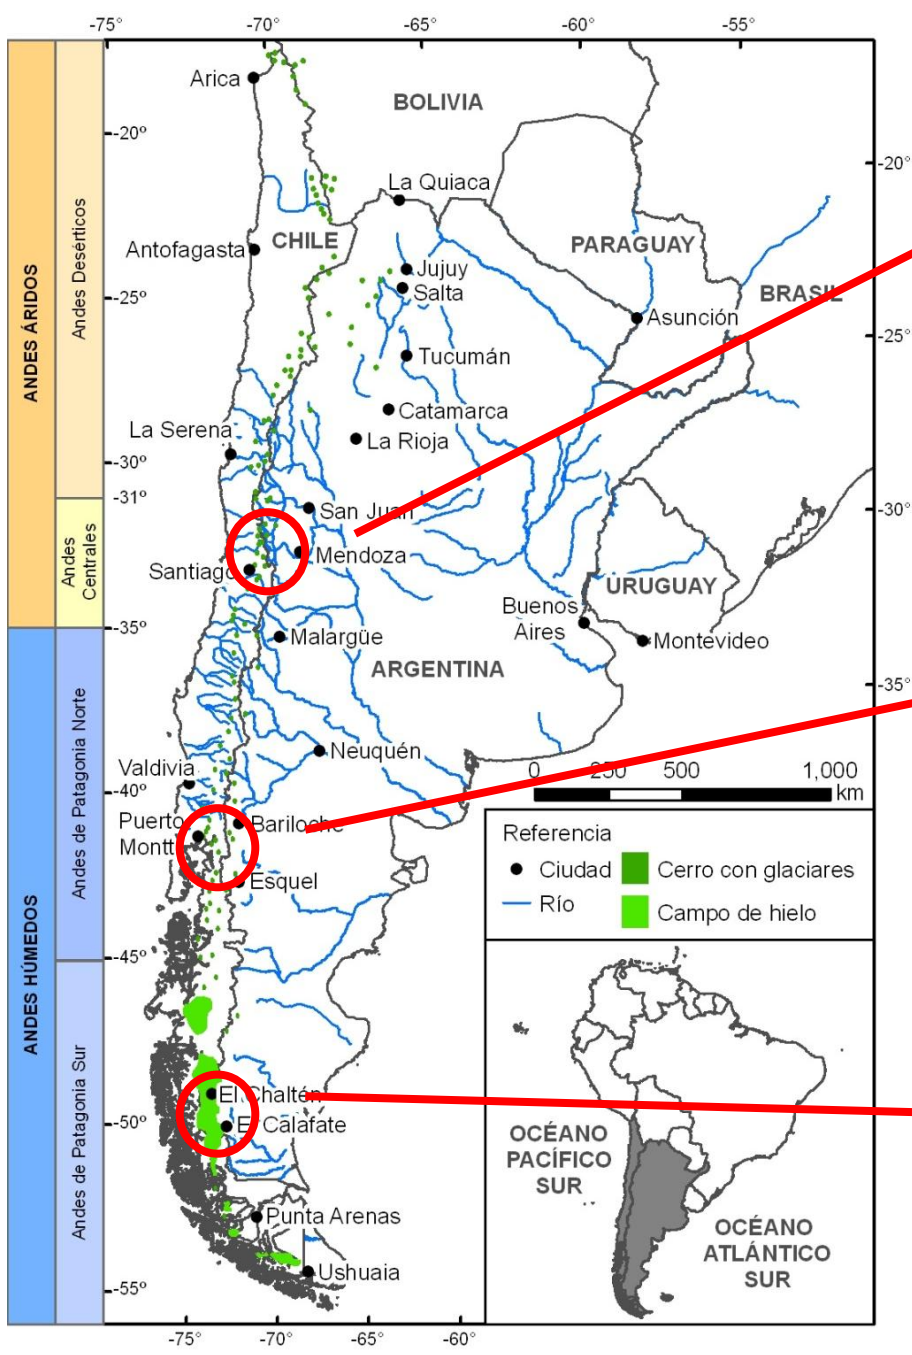 -75°
-70°
-65°
-60°
-55°
ANDES ÁRIDOS
Andes Desérticos
Andes
Centrales
ANDES HÚMEDOS
Andes de Patagonia Norte
Andes de Patagonia Sur
-20°
-25°
-30°
-31°
-35°
-40°
-45°
-50°
-55°
-20°
-25°
-30°
-35°
Arica
BOLIVIA
La Quiaca
Antofagasta
CHILE
PARAGUAY
Jujuy
Salta
BRASIL
Asunción
Tucumán
Catamarca
La Serena
La Rioja
San Juan
Mendoza
Santiago
URUGUAY
Buenos
Aires
Malargüe
Montevideo
ARGENTINA
Neuquén
Valdivia
Puerto
Montt
Bariloche
Esquel
El Chaltén
El Calafate
Punta Arenas
Ushuaia
0 250 500 1,000
km
Referencia
Ciudad
Cerro con glaciares
Río
Campo de hielo
OCÉANO
PACÍFICO
SUR
OCÉANO
ATLÁNTICO
SUR
-75°
-70°
-65°
-60°